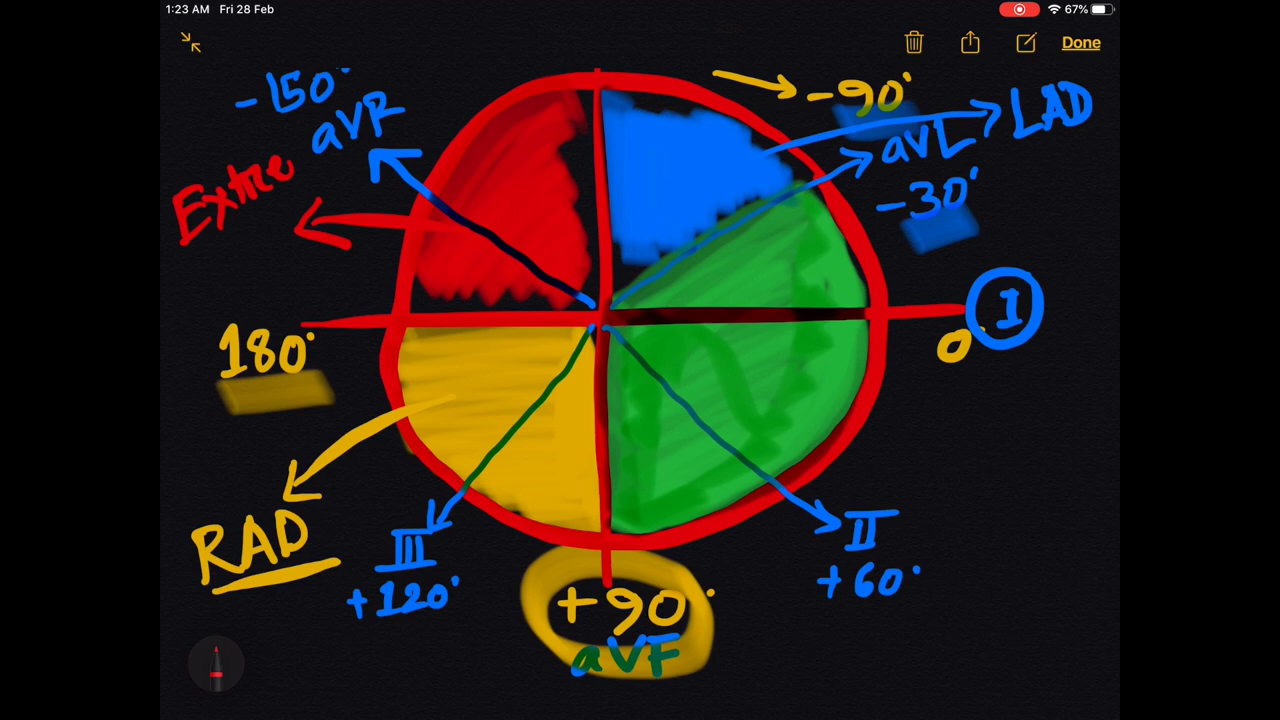 1:23 AM Fri 28 Feb
67%
Done
-150°
aVR
-90°
LAD
aVL
-30°
Extre
I
0°
180°
RAD
III
+120°
II
+60°
+90°
aVF